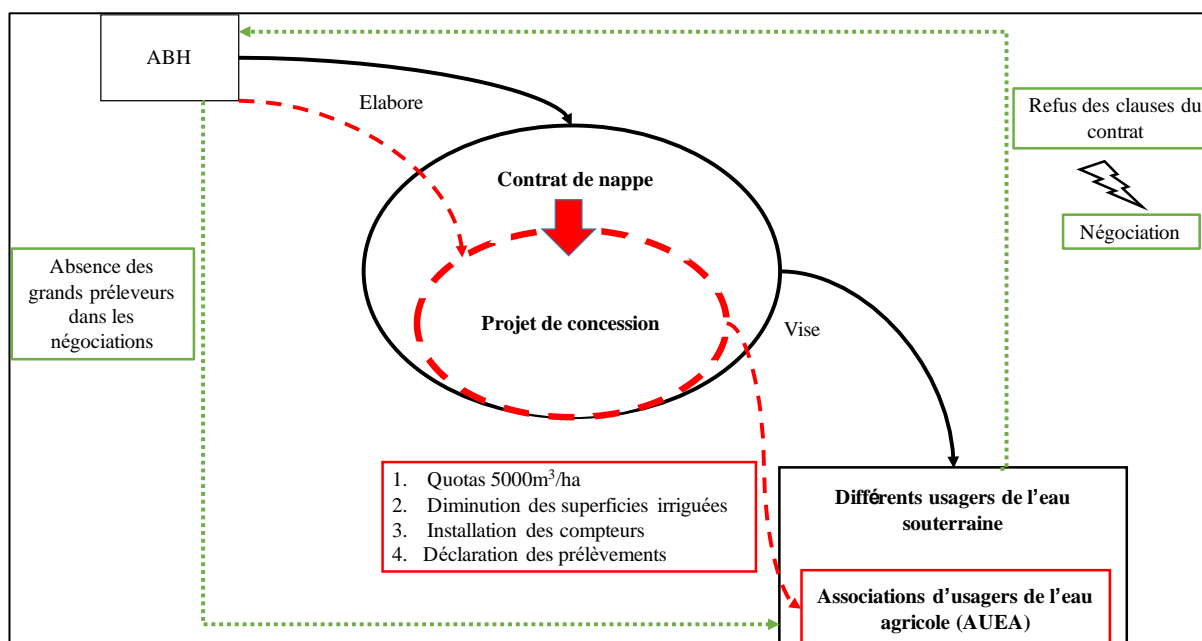 ABH
Elabore
Refus des clauses du
contrat
Contrat de nappe
Négociation
Absence des
grands préleveurs
dans les
négociations
Projet de concession
Vise
1. Quotas 5000m³/ha
2. Diminution des superficies irriguées
3. Installation des compteurs
4. Déclaration des prélèvements
Différents usagers de l'eau
souterraine
Associations d'usagers de l'eau
agricole (AUEA)